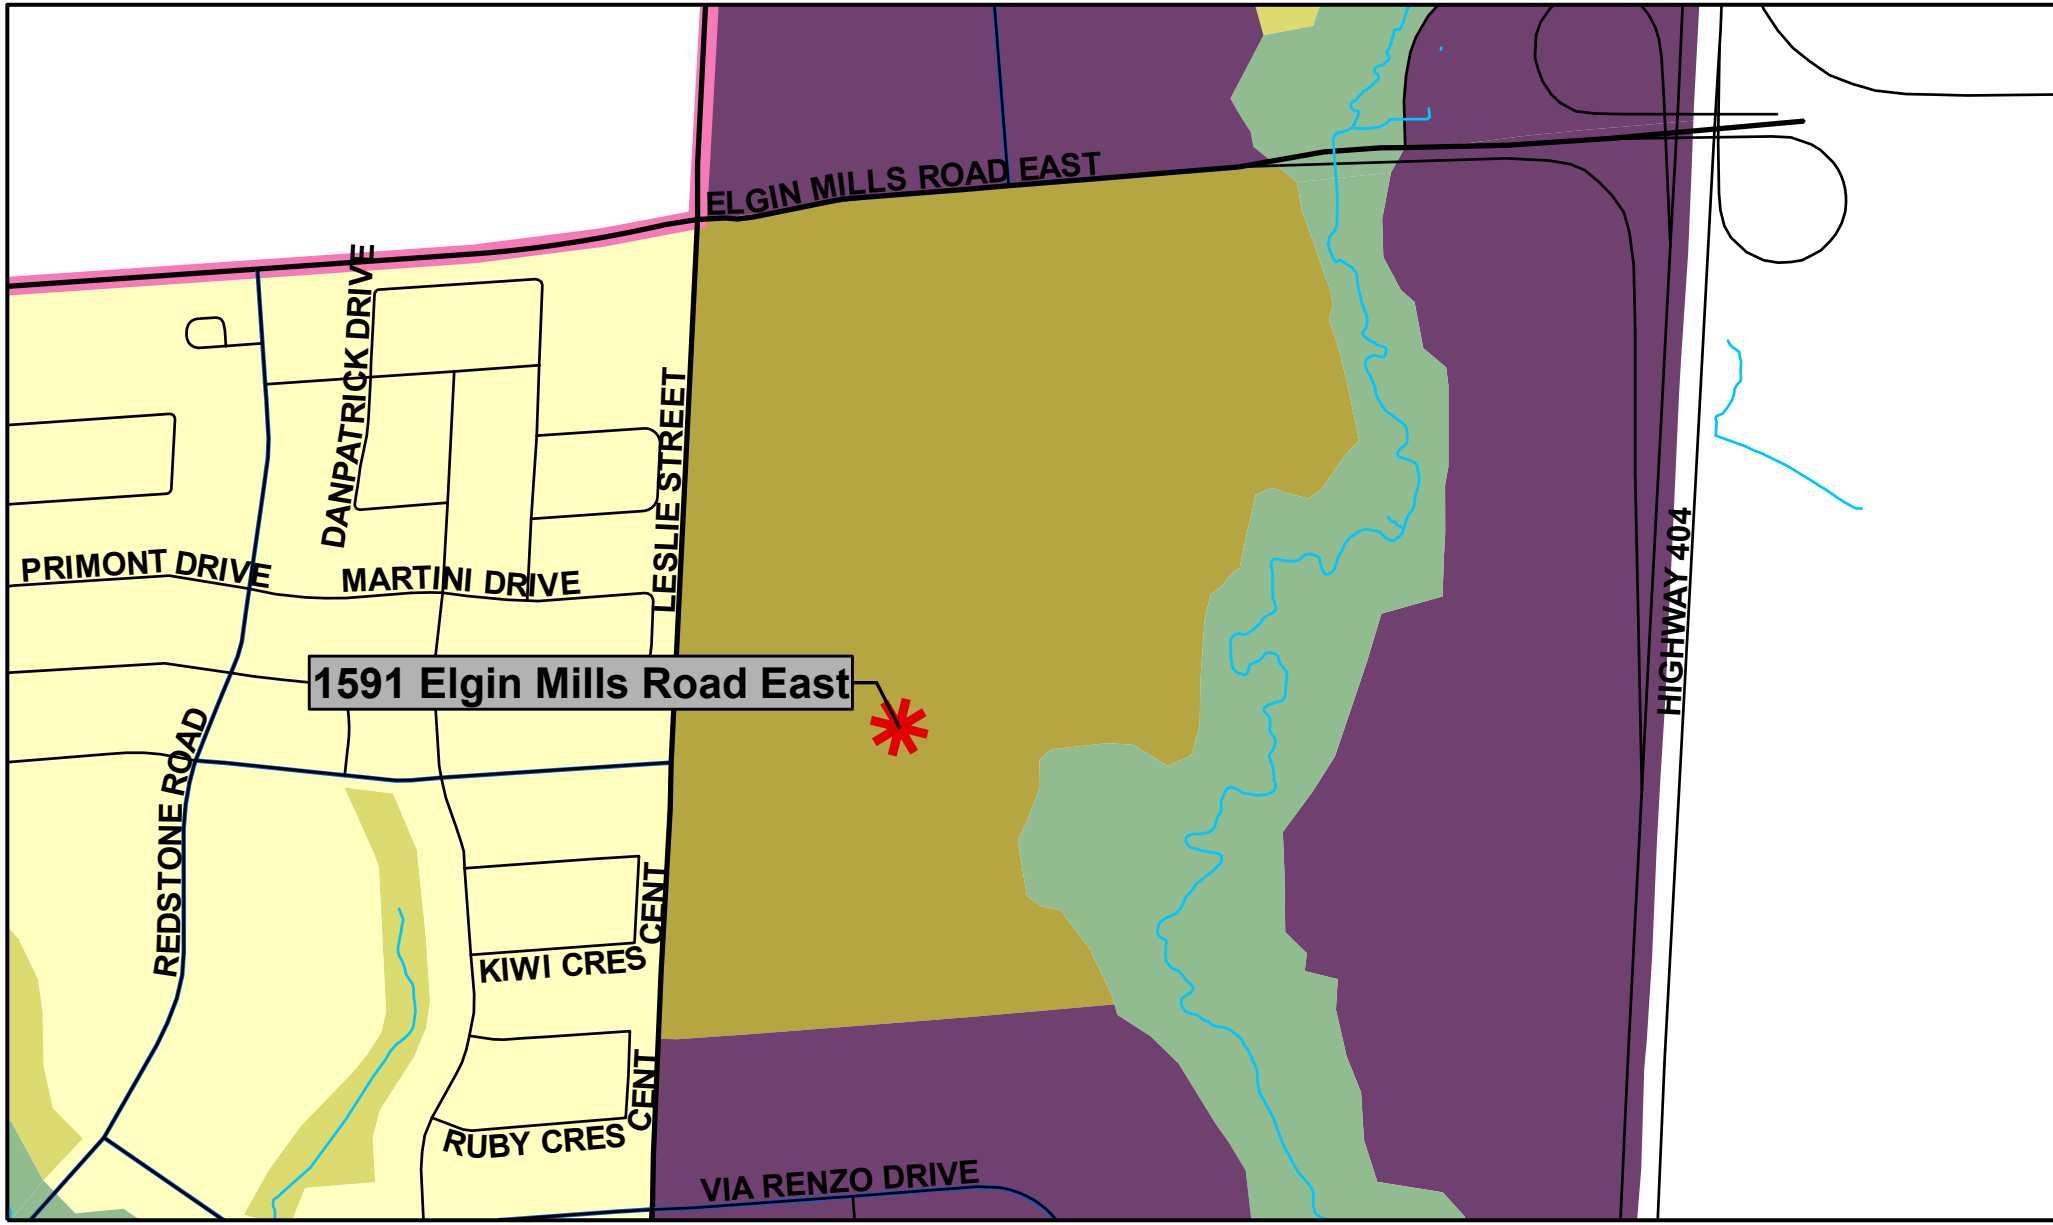 ELGIN MILLS ROAD EAST
DANPATRICK DRIVE
LESLIE STREET
PRIMONT DRIVE
MARTINI DRIVE
HIGHWAY 404
1591 Elgin Mills Road East
REDSTONE ROAD
KIWI CRESCENT
RUBY CRESCENT
VIA RENZO DRIVE